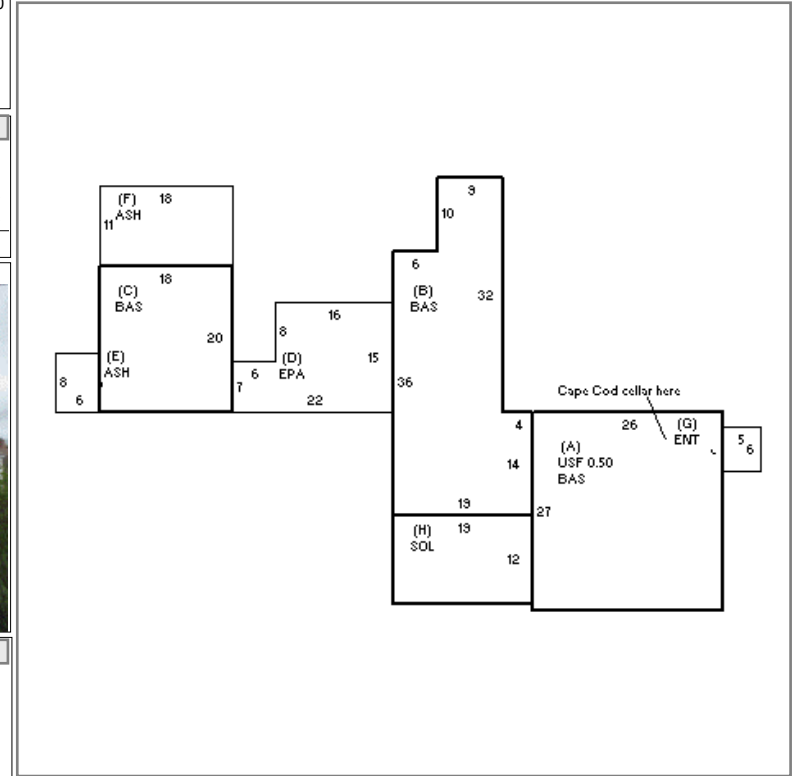 9
10
(F) 18
ASH
11
6
18
(C)
BAS
(B)
BAS
32
16
8
20
15
(E)
ASH
(D)
EPA
8
6
6
7
22
36
Cape Cod cellar here
4
26
(G)
ENT
5
6
(A)
USF 0.50
BAS
14
19
27
(H)
SOL
19
12